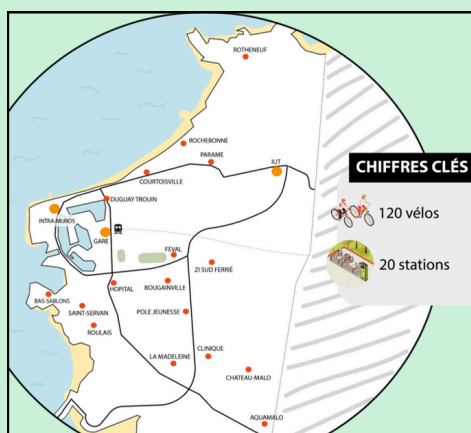 ROTHENEUF
ROCHEBONNE
PARAME
IUT
COURTOISVILLE
CHIFFRES CLÉS
DUGUAY TROUIN
INTRA-MUROS
120 vélos
GARE
FEVAL
ZI SUD FERRIÉ
20 stations
HOPITAL
BOUGAINVILLE
BAS-SABLONS
SAINT-SERVAN
POLE JEUNESSE
ROULAIS
CLINIQUE
LA MADELEINE
CHATEAU-MALO
AQUAMALO